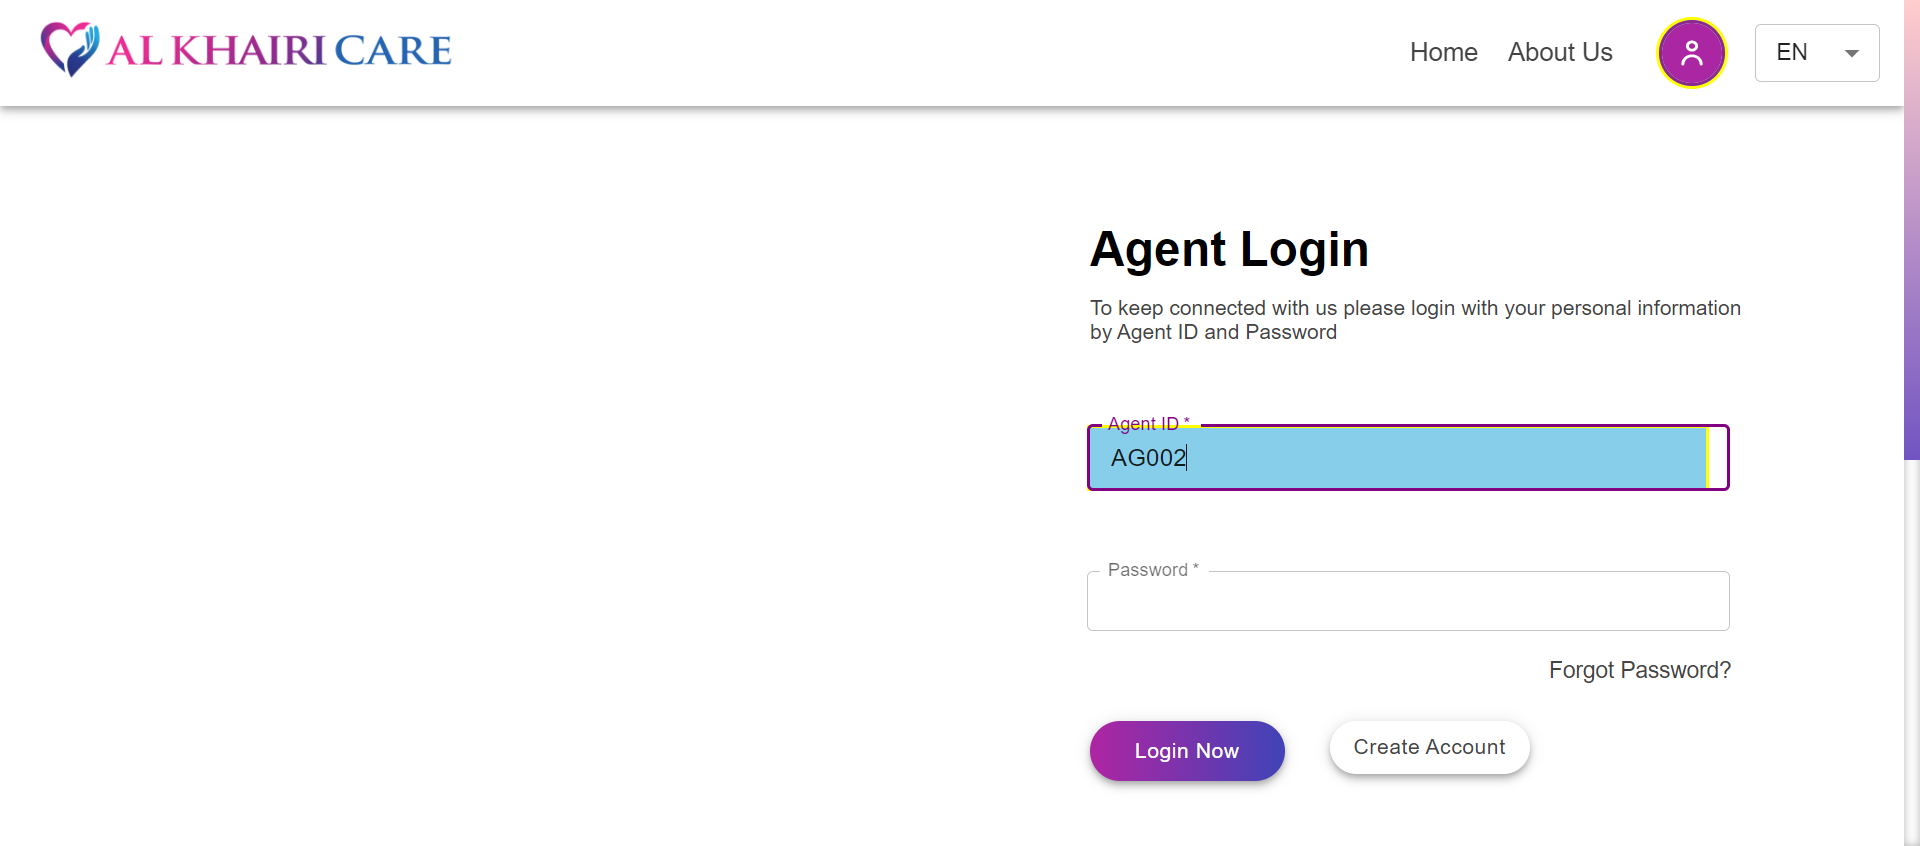 AL KHAIRI CARE
Home
About Us
EN
Agent Login
To keep connected with us please login with your personal information
by Agent ID and Password
Agent ID *
AG002
Password *
Forgot Password?
Login Now
Create Account